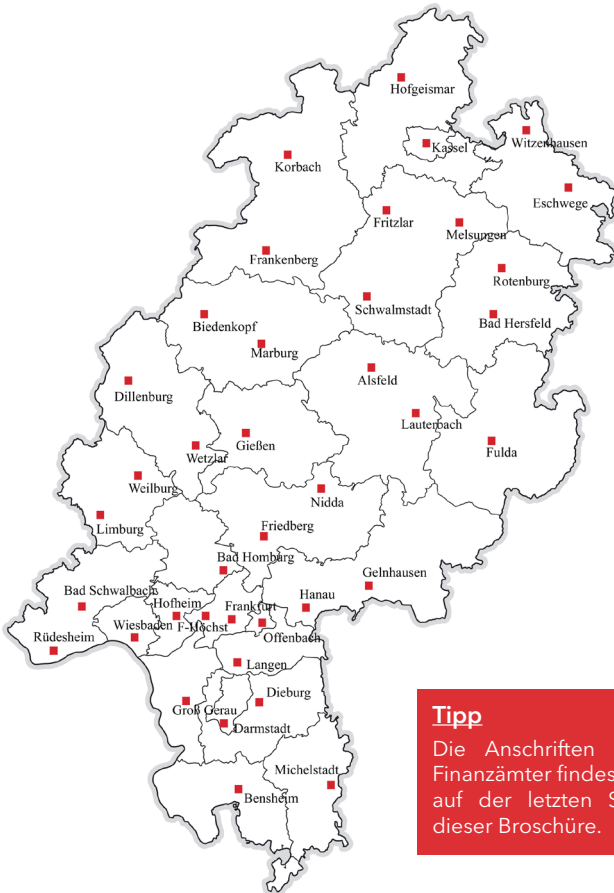 Hofgeismar
Kassel
Witzenhausen
Korbach
Eschwege
Fritzlar
Melsungen
Frankenberg
Rotenburg
Schwalmstadt
Bad Hersfeld
Biedenkopf
Marburg
Alsfeld
Dillenburg
Lauterbach
Gießen
Fulda
Wetzlar
Weilburg
Nidda
Limburg
Friedberg
Bad Homburg
Gelnhausen
Bad Schwalbach
Hanau
Hofheim
Frankfurt
Wiesbaden
F-Höchst
Rüdesheim
Offenbach
Langen
Dieburg
Groß Gerau
Darmstadt
Michelstadt
Bensheim
Tipp
Die Anschriften
Finanzämter findes
auf der letzten S
dieser Broschüre.